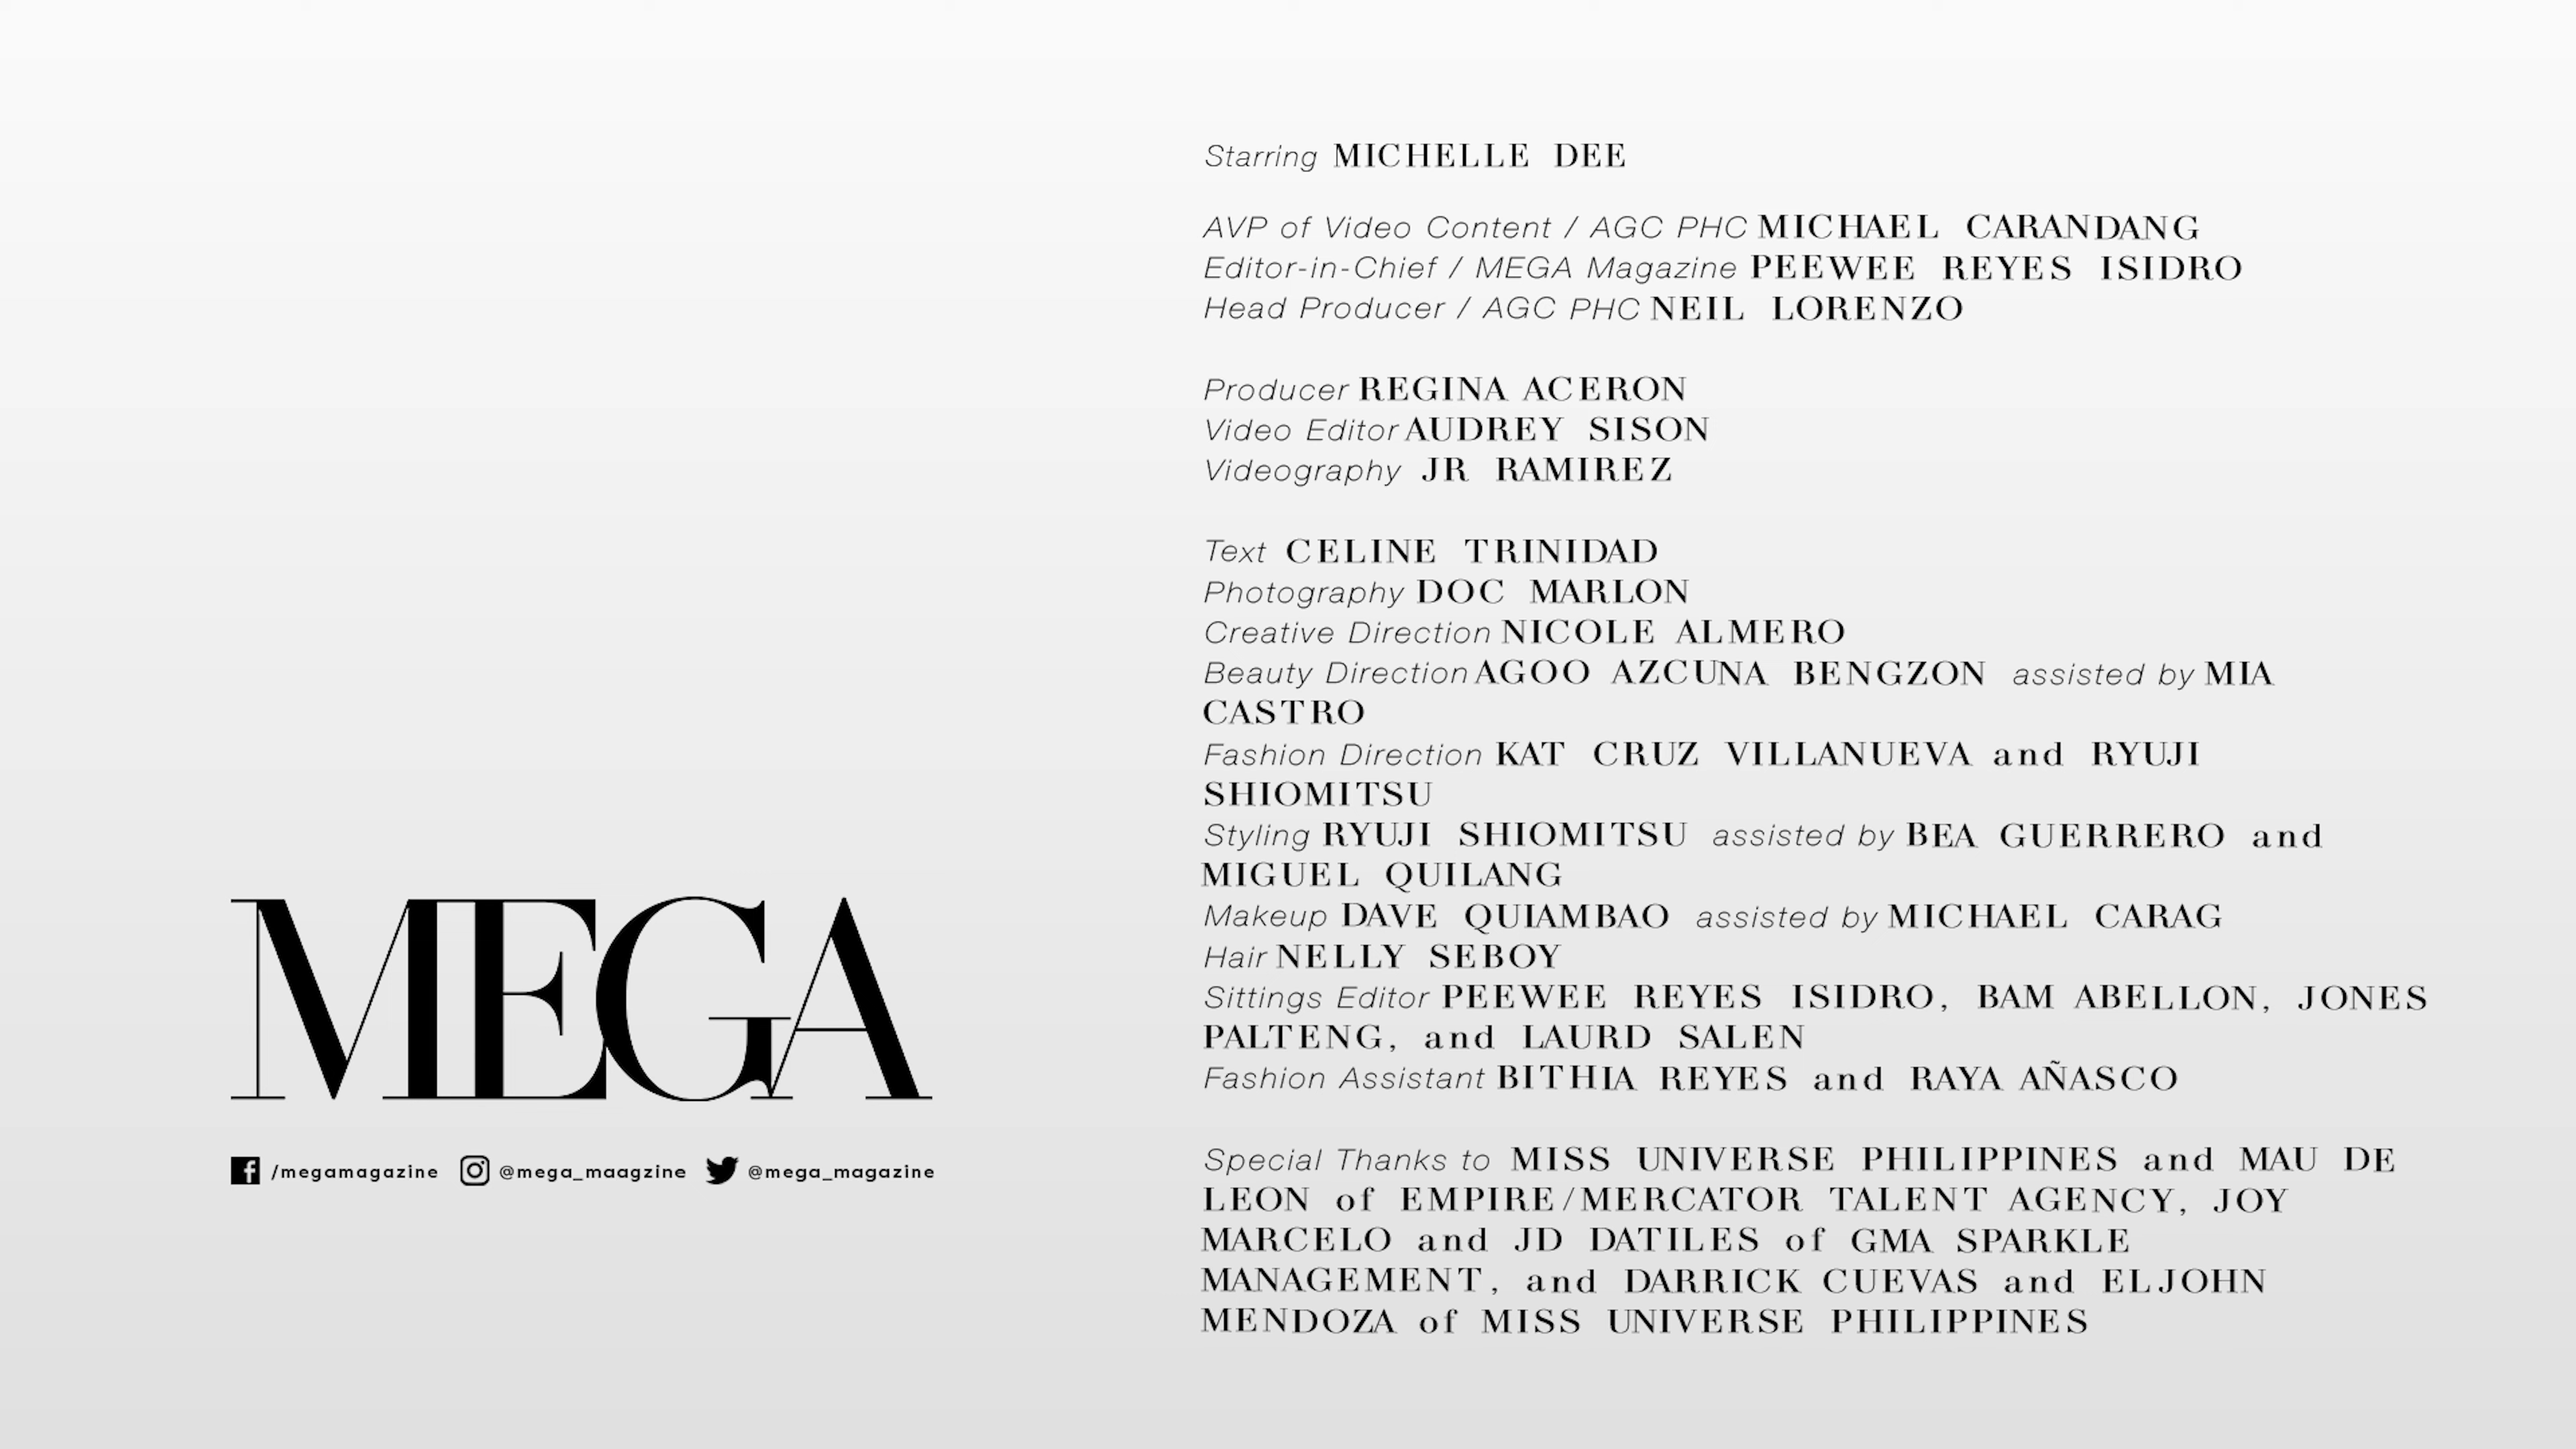 Starring MICHELLE DEE
AVP of Video Content / AGC PHC MICHAEL CARANDANG
Editor-in-Chief / MEGA Magazine PEEWEE REYES ISIDRO
Head Producer / AGC PHC NEIL LORENZO
Producer REGINA ACERON
Video Editor AUDREY SISON
Videography JR RAMIREZ
Text CELINE TRINIDAD
Photography DOC MARLON
Creative Direction NICOLE ALMERO
Beauty Direction AGOO AZCUNA BENGZON assisted by MIA
CASTRO
Fashion Direction KAT CRUZ VILLANUEVA and RYUJI
SHIOMITSU
Styling RYUJI SHIOMITSU assisted by BEA GUERRERO and
MIGUEL QUILANG
Makeup DAVE QUIAMBAO assisted by MICHAEL CARAG
Hair NELLY SEBOY
Sittings Editor PEEWEE REYES ISIDRO, BAM ABELLON, JONES
PALTENG, and LAURD SALEN
Fashion Assistant BITHIA REYES and RAYA AÑASCO
Special Thanks to MISS UNIVERSE PHILIPPINES and MAU DE
LEON of EMPIRE/MERCATOR TALENT AGENCY, JOY
MARCELO and JD DATILES of GMA SPARKLE
MANAGEMENT, and DARRICK CUEVAS and ELJOHN
MENDOZA of MISS UNIVERSE PHILIPPINES
MEGA
/megamagazine @mega_maagzine @mega_magazine